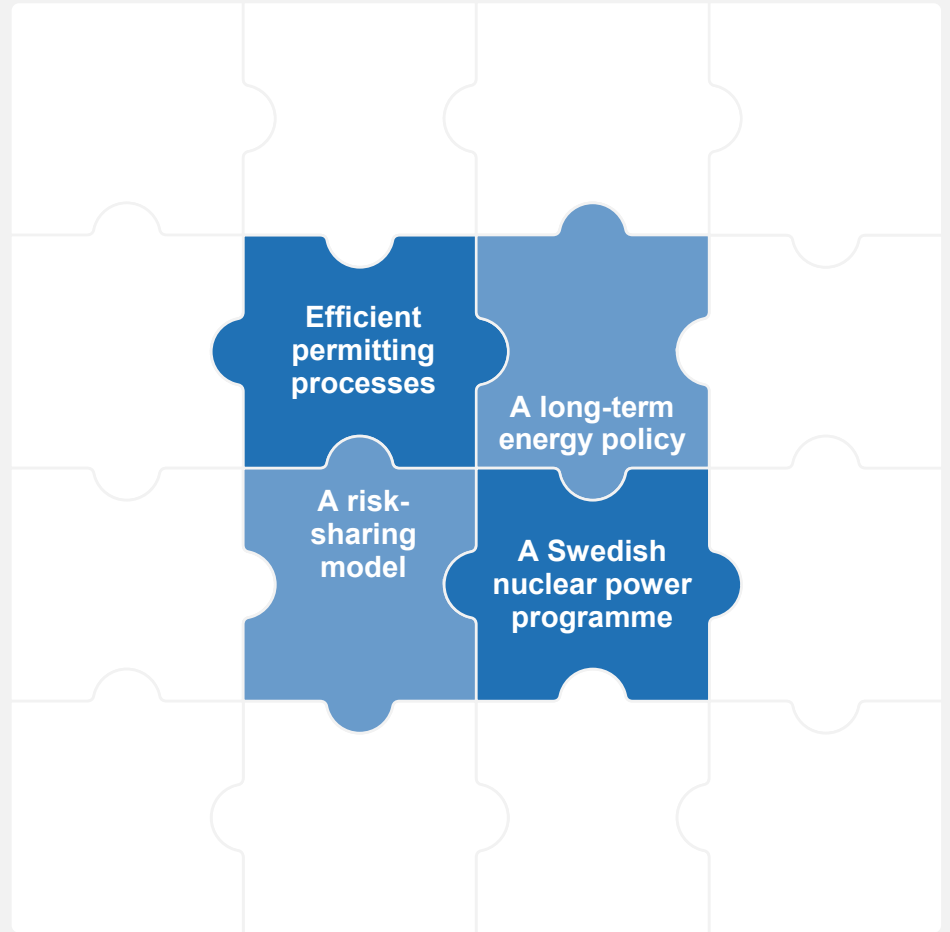 Efficient
permitting
processes
A long-term
energy policy
A risk-
sharing
model
A Swedish
nuclear power
programme